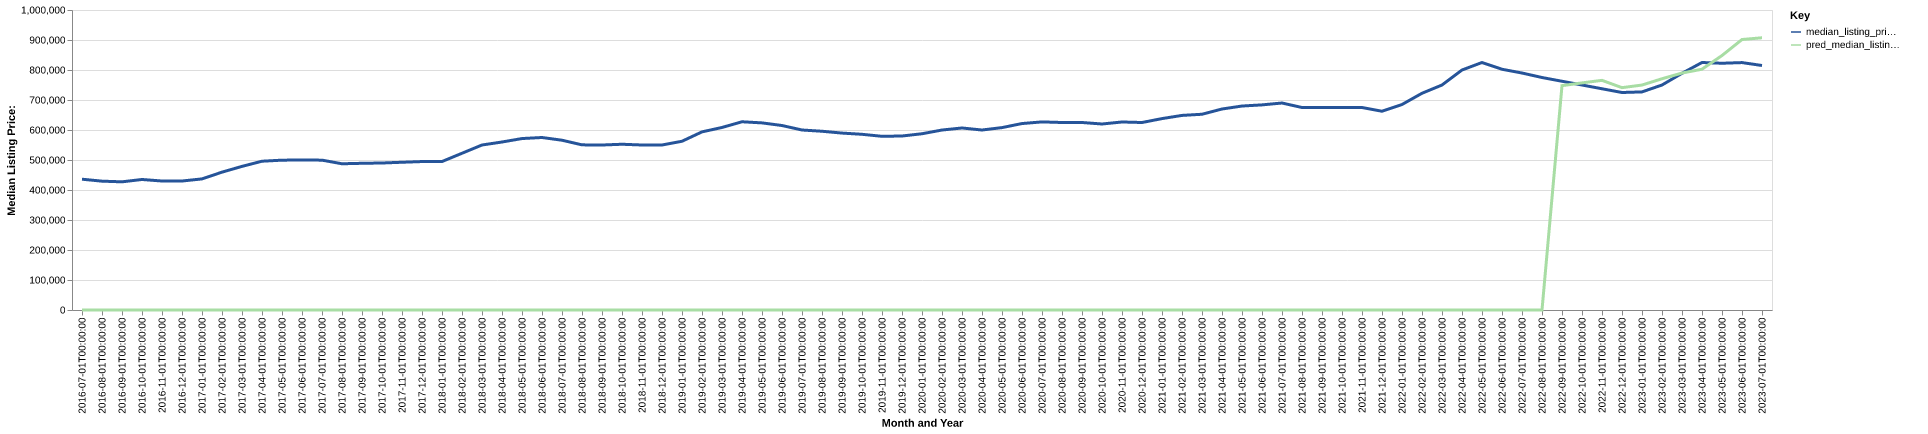 1,000,000
900,000
800,000
700,000
600,000
500,000
400,000
300,000
200,000
100,000
0
Median Listing Price:
2016-07-01T00:00:00
2016-08-01T00:00:00
2016-09-01T00:00:00
2016-10-01T00:00:00
2016-11-01T00:00:00
2016-12-01T00:00:00
2017-01-01T00:00:00
2017-02-01T00:00:00
2017-03-01T00:00:00
2017-04-01T00:00:00
2017-05-01T00:00:00
2017-06-01T00:00:00
2017-07-01T00:00:00
2017-08-01T00:00:00
2017-09-01T00:00:00
2017-10-01T00:00:00
2017-11-01T00:00:00
2017-12-01T00:00:00
2018-01-01T00:00:00
2018-02-01T00:00:00
2018-03-01T00:00:00
2018-04-01T00:00:00
2018-05-01T00:00:00
2018-06-01T00:00:00
2018-07-01T00:00:00
2018-08-01T00:00:00
2018-09-01T00:00:00
2018-10-01T00:00:00
2018-11-01T00:00:00
2018-12-01T00:00:00
2019-01-01T00:00:00
2019-02-01T00:00:00
2019-03-01T00:00:00
2019-04-01T00:00:00
2019-05-01T00:00:00
2019-06-01T00:00:00
2019-07-01T00:00:00
2019-08-01T00:00:00
2019-09-01T00:00:00
2019-10-01T00:00:00
2019-11-01T00:00:00
2019-12-01T00:00:00
2020-01-01T00:00:00
2020-02-01T00:00:00
2020-03-01T00:00:00
2020-04-01T00:00:00
2020-05-01T00:00:00
2020-06-01T00:00:00
2020-07-01T00:00:00
2020-08-01T00:00:00
2020-09-01T00:00:00
2020-10-01T00:00:00
2020-11-01T00:00:00
2020-12-01T00:00:00
2021-01-01T00:00:00
2021-02-01T00:00:00
2021-03-01T00:00:00
2021-04-01T00:00:00
2021-05-01T00:00:00
2021-06-01T00:00:00
2021-07-01T00:00:00
2021-08-01T00:00:00
2021-09-01T00:00:00
2021-10-01T00:00:00
2021-11-01T00:00:00
2021-12-01T00:00:00
2022-01-01T00:00:00
2022-02-01T00:00:00
2022-03-01T00:00:00
2022-04-01T00:00:00
2022-05-01T00:00:00
2022-06-01T00:00:00
2022-07-01T00:00:00
2022-08-01T00:00:00
2022-09-01T00:00:00
2022-10-01T00:00:00
2022-11-01T00:00:00
2022-12-01T00:00:00
2023-01-01T00:00:00
2023-02-01T00:00:00
2023-03-01T00:00:00
2023-04-01T00:00:00
2023-05-01T00:00:00
2023-06-01T00:00:00
2023-07-01T00:00:00
Month and Year
Key
median_listing_pri…
pred_median_listin…